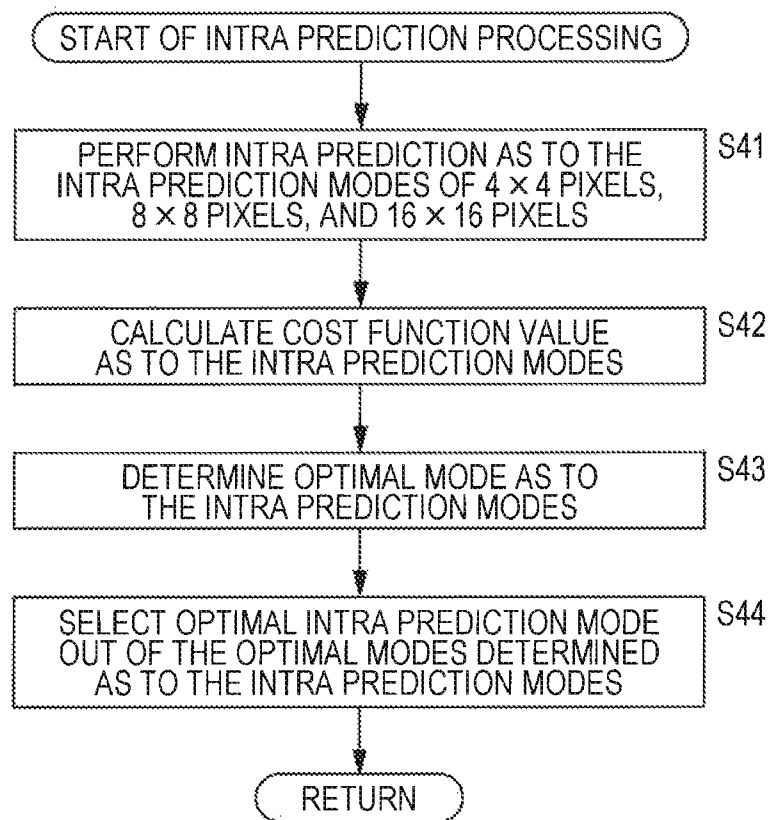 START OF INTRA PREDICTION PROCESSING
S41
PERFORM INTRA PREDICTION AS TO THE
INTRA PREDICTION MODES OF 4 × 4 PIXELS,
8 × 8 PIXELS, AND 16 × 16 PIXELS
S42
CALCULATE COST FUNCTION VALUE
AS TO THE INTRA PREDICTION MODES
S43
DETERMINE OPTIMAL MODE AS TO
THE INTRA PREDICTION MODES
S44
SELECT OPTIMAL INTRA PREDICTION MODE
OUT OF THE OPTIMAL MODES DETERMINED
AS TO THE INTRA PREDICTION MODES
RETURN